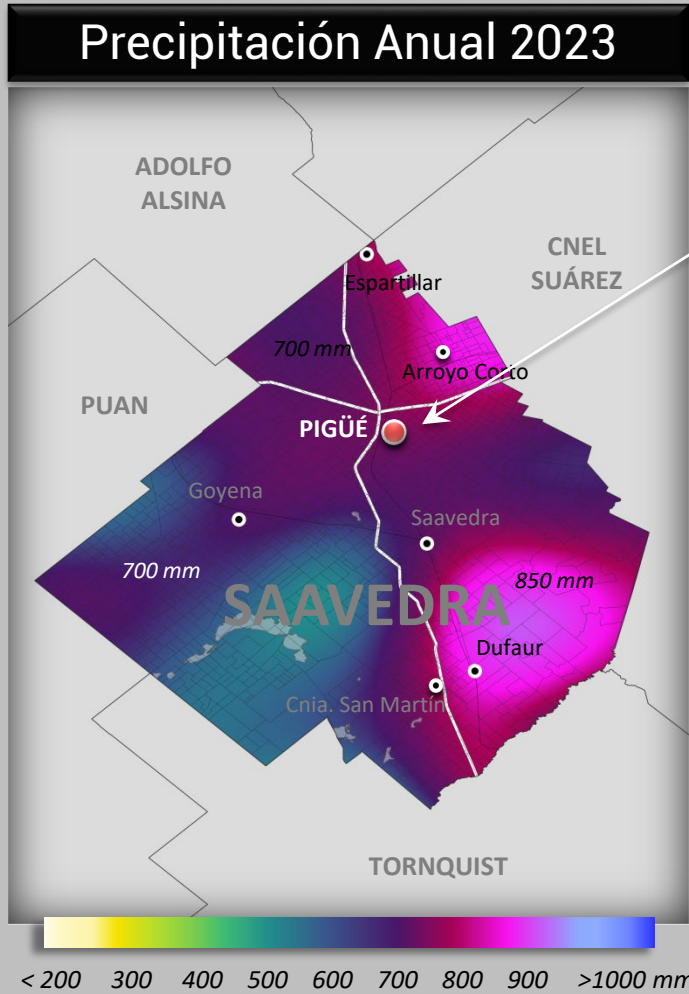 Precipitación Anual 2023
ADOLFO
ALSINA
CNEL
SUÁREZ
Espartillar
700 mm
Arroyo Corto
PUAN
PIGÜÉ
Goyena
Saavedra
700 mm
850 mm
SAAVEDRA
Dufaur
Cnia. San Martín
TORNQUIST
< 200 300 400 500 600 700 800 900 >1000 mm